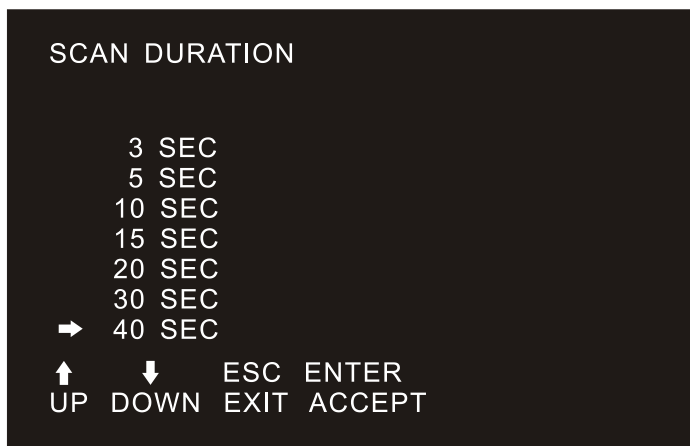 SCAN DURATION
3 SEC
5 SEC
10 SEC
15 SEC
20 SEC
30 SEC
➡ 40 SEC
⬆ ⬇ ESC ENTER
UP DOWN EXIT ACCEPT